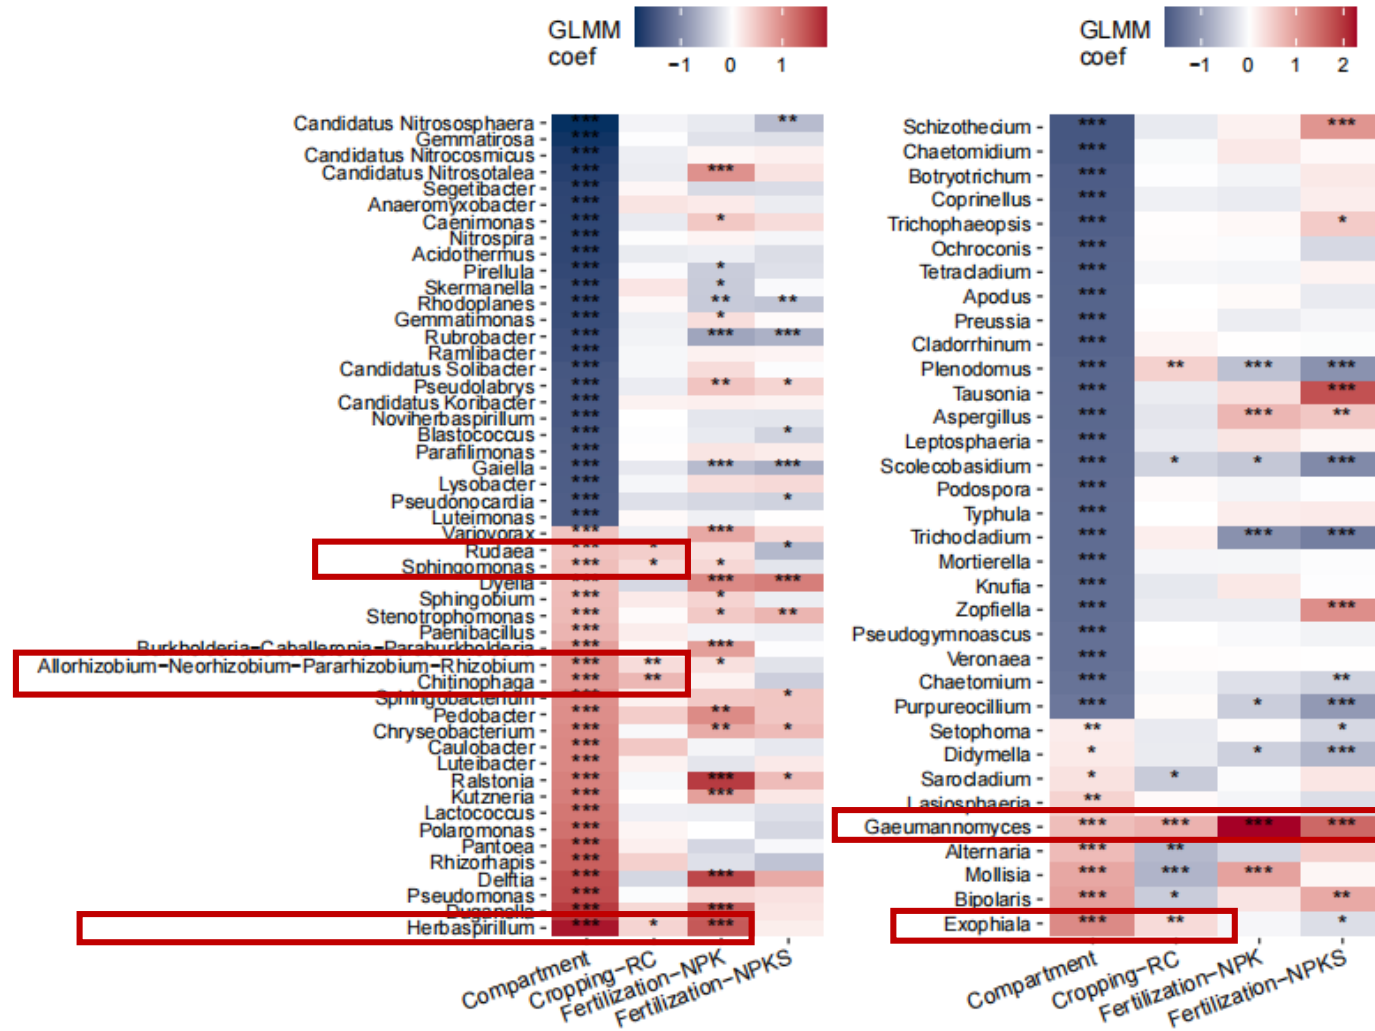 GLMM
coef
−1 0 1
Candidatus Nitrososphaera - *** **
Gemmatirosa - ***
Candidatus Nitrocosmicus - ***
Candidatus Nitrosotalea - *** ***
Segetibacter - ***
Anaeromyxobacter - ***
Caenimonas - *** *
Nitrospira - ***
Acidothermus - ***
Pirellula - *** *
Skermanella - *** *
Rhodoplanes - *** ** **
Gemmatimonas - *** *
Rubrobacter - *** *** ***
Ramlibacter - ***
Candidatus Solibacter - ***
Pseudolabrys - *** ** *
Candidatus Koribacter - ***
Noviherbaspirillum - ***
Blastococcus - *** *
Parafilimonas - ***
Gaiella - *** *** ***
Lysobacter - ***
Pseudonocardia - *** *
Luteimonas - ***
Variovorax - *** ***
Rudaea - *** * *
Sphingomonas - *** * *
Dyella - *** *** ***
Sphingobium - *** *
Stenotrophomonas - *** * **
Paenibacillus - ***
Burkholderia−Caballeronia−Paraburkholderia - *** ***
Allorhizobium−Neorhizobium−Pararhizobium−Rhizobium - *** ** *
Chitinophaga - *** **
Sphingobacterium - *** *
Pedobacter - *** **
Chryseobacterium - *** ** *
Caulobacter - ***
Luteibacter - ***
Ralstonia - *** *** *
Kutzneria - *** ***
Lactococcus - ***
Polaromonas - ***
Pantoea - ***
Rhizorhapis - ***
Delftia - *** ***
Pseudomonas - ***
Duganella - *** ***
Herbaspirillum - *** * ***
Compartment
Cropping−RC
Fertilization−NPK
Fertilization−NPKS
GLMM
coef
−1 0 1 2
Schizothecium - *** ***
Chaetomidium - ***
Botryotrichum - ***
Coprinellus - ***
Trichophaeopsis - *** *
Ochroconis - ***
Tetracladium - ***
Apodus - ***
Preussia - ***
Cladorrhinum - ***
Plenodomus - *** ** *** ***
Tausonia - *** ***
Aspergillus - *** *** **
Leptosphaeria - ***
Scolecobasidium - *** * * ***
Podospora - ***
Typhula - ***
Trichocladium - *** *** ***
Mortierella - ***
Knufia - ***
Zopfiella - *** ***
Pseudogymnoascus - ***
Veronaea - ***
Chaetomium - *** **
Purpureocillium - *** * ***
Setophoma - ** *
Didymella - * * ***
Sarocladium - * *
Lasiosphaeria - **
Gaeumannomyces - *** *** *** ***
Alternaria - *** **
Mollisia - *** *** ***
Bipolaris - *** * **
Exophiala - *** ** *
Compartment
Cropping−RC
Fertilization−NPK
Fertilization−NPKS